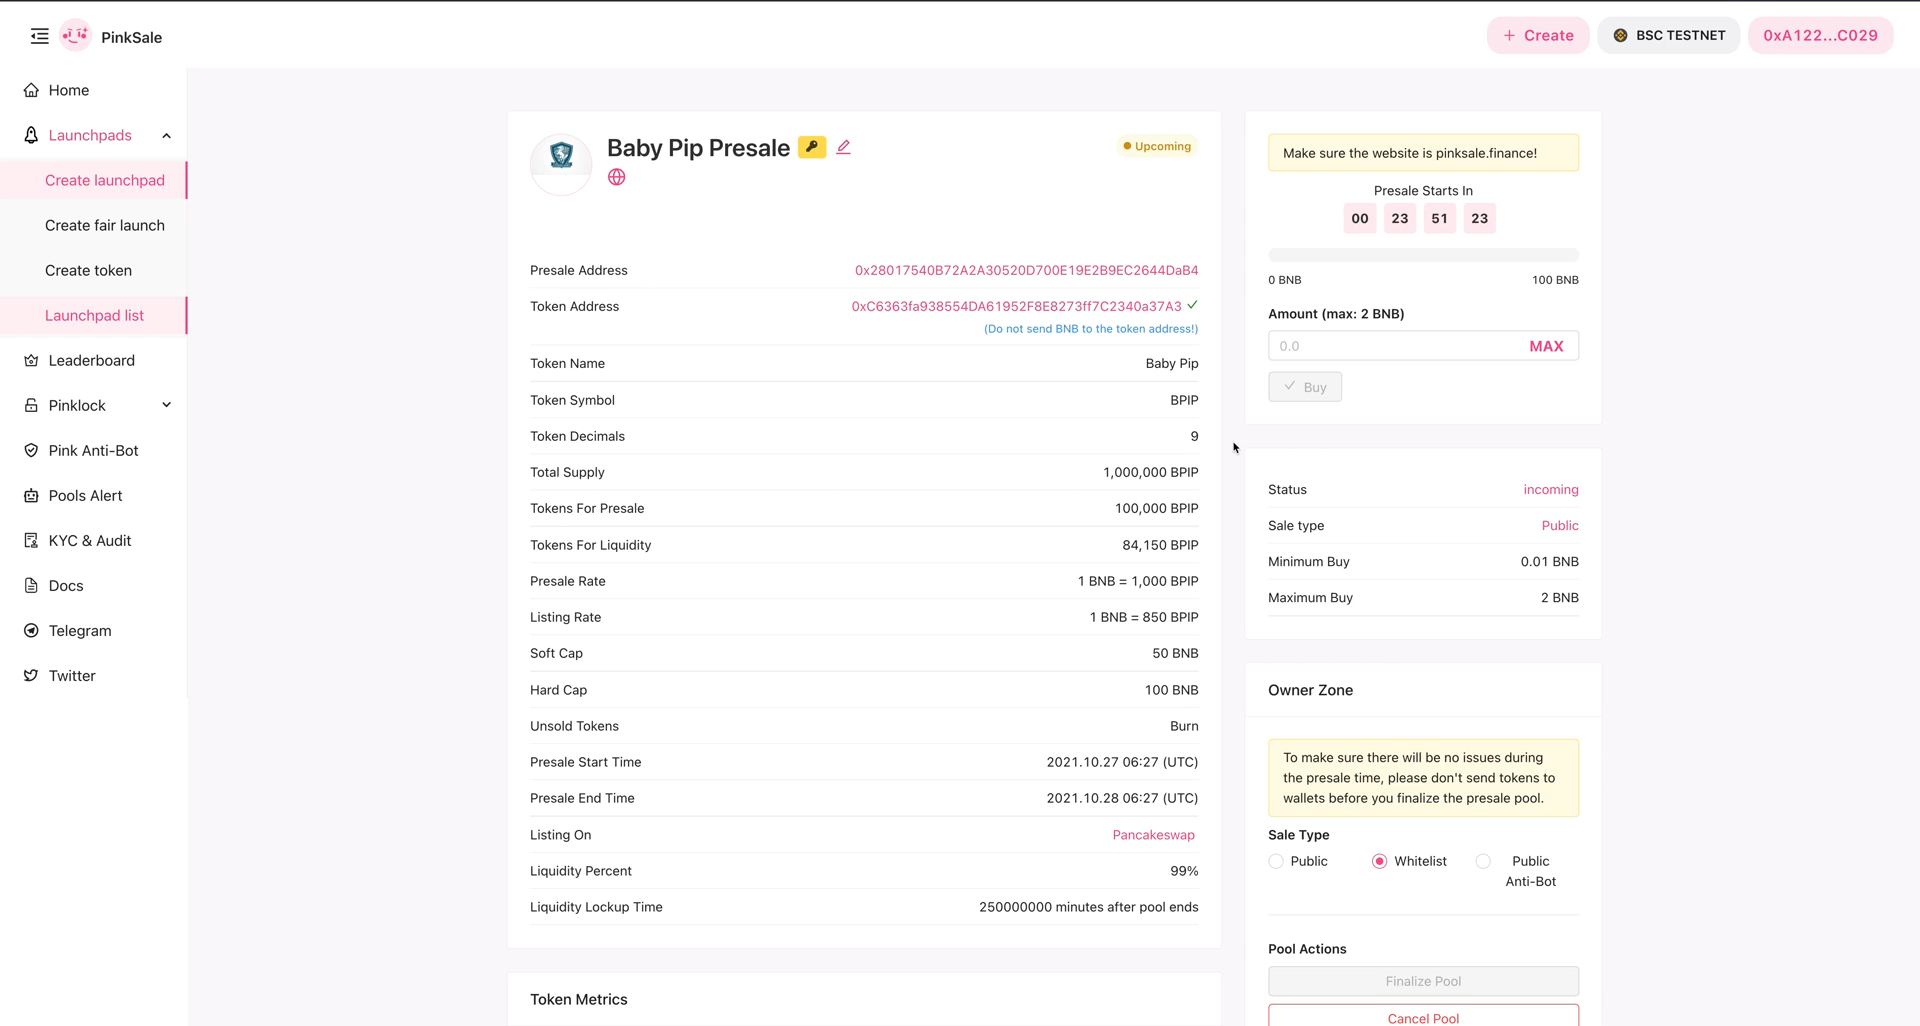 PinkSale
+ Create
BSC TESTNET
0xA122...C029
Home
Launchpads
Create launchpad
Create fair launch
Create token
Launchpad list
Leaderboard
Pinklock
Pink Anti-Bot
Pools Alert
KYC & Audit
Docs
Telegram
Twitter
Baby Pip Presale
Upcoming
Presale Address 0x28017540B72A2A30520D700E19E2B9EC2644DaB4
Token Address 0xC6363fa938554DA61952F8E8273ff7C2340a37A3
(Do not send BNB to the token address!)
Token Name Baby Pip
Token Symbol BPIP
Token Decimals 9
Total Supply 1,000,000 BPIP
Tokens For Presale 100,000 BPIP
Tokens For Liquidity 84,150 BPIP
Presale Rate 1 BNB = 1,000 BPIP
Listing Rate 1 BNB = 850 BPIP
Soft Cap 50 BNB
Hard Cap 100 BNB
Unsold Tokens Burn
Presale Start Time 2021.10.27 06:27 (UTC)
Presale End Time 2021.10.28 06:27 (UTC)
Listing On Pancakeswap
Liquidity Percent 99%
Liquidity Lockup Time 250000000 minutes after pool ends
Token Metrics
Make sure the website is pinksale.finance!
Presale Starts In
00 23 51 23
0 BNB 100 BNB
Amount (max: 2 BNB)
0.0 MAX
Buy
Status incoming
Sale type Public
Minimum Buy 0.01 BNB
Maximum Buy 2 BNB
Owner Zone
To make sure there will be no issues during
the presale time, please don't send tokens to
wallets before you finalize the presale pool.
Sale Type
Public Whitelist Public
Anti-Bot
Pool Actions
Finalize Pool
Cancel Pool